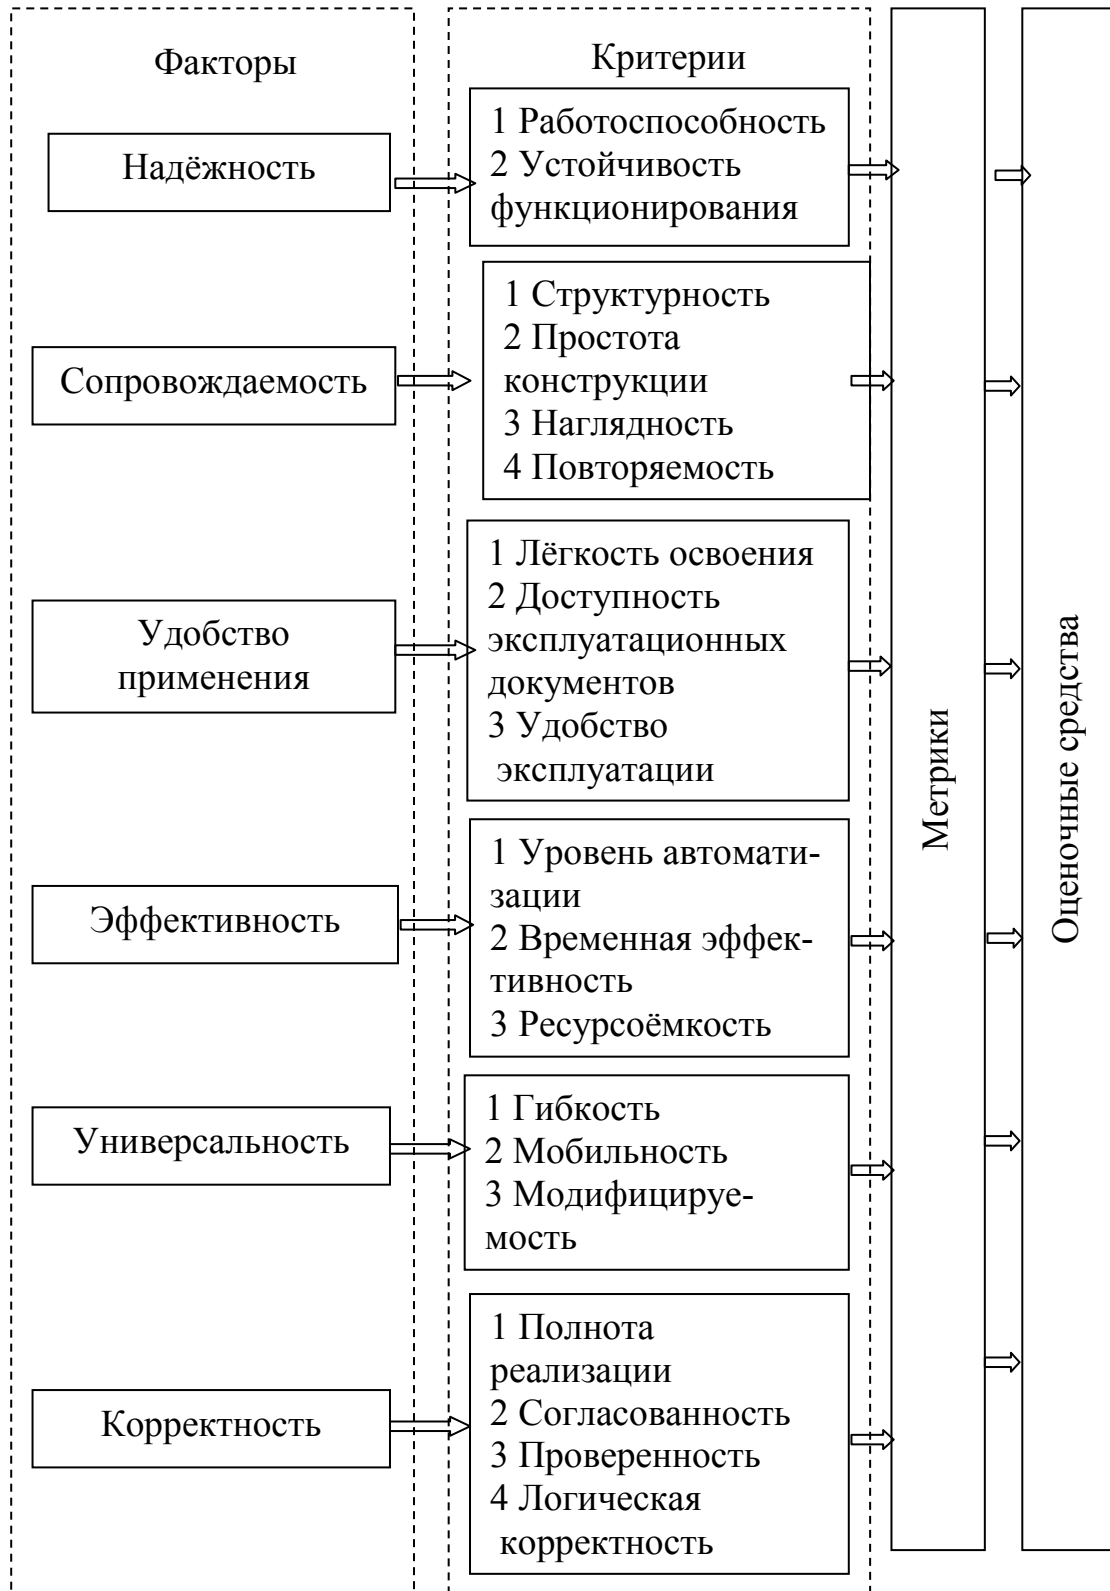 Факторы
Критерии
Надёжность
1 Работоспособность
2 Устойчивость
функционирования
Сопровождаемость
1 Структурность
2 Простота
конструкции
3 Наглядность
4 Повторяемость
Удобство
применения
1 Лёгкость освоения
2 Доступность
эксплуатационных
документов
3 Удобство
эксплуатации
Эффективность
1 Уровень автомати-
зации
2 Временная эффек-
тивность
3 Ресурсоёмкость
Универсальность
1 Гибкость
2 Мобильность
3 Модифицируе-
мость
Корректность
1 Полнота
реализации
2 Согласованность
3 Проверенность
4 Логическая
корректность
Метрики
Оценочные средства